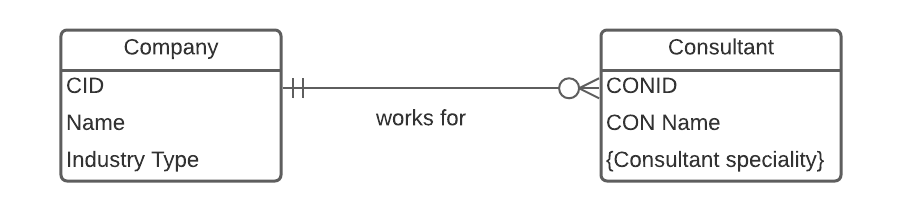 Company
CID
Name
Industry Type
works for
Consultant
CONID
CON Name
{Consultant speciality}